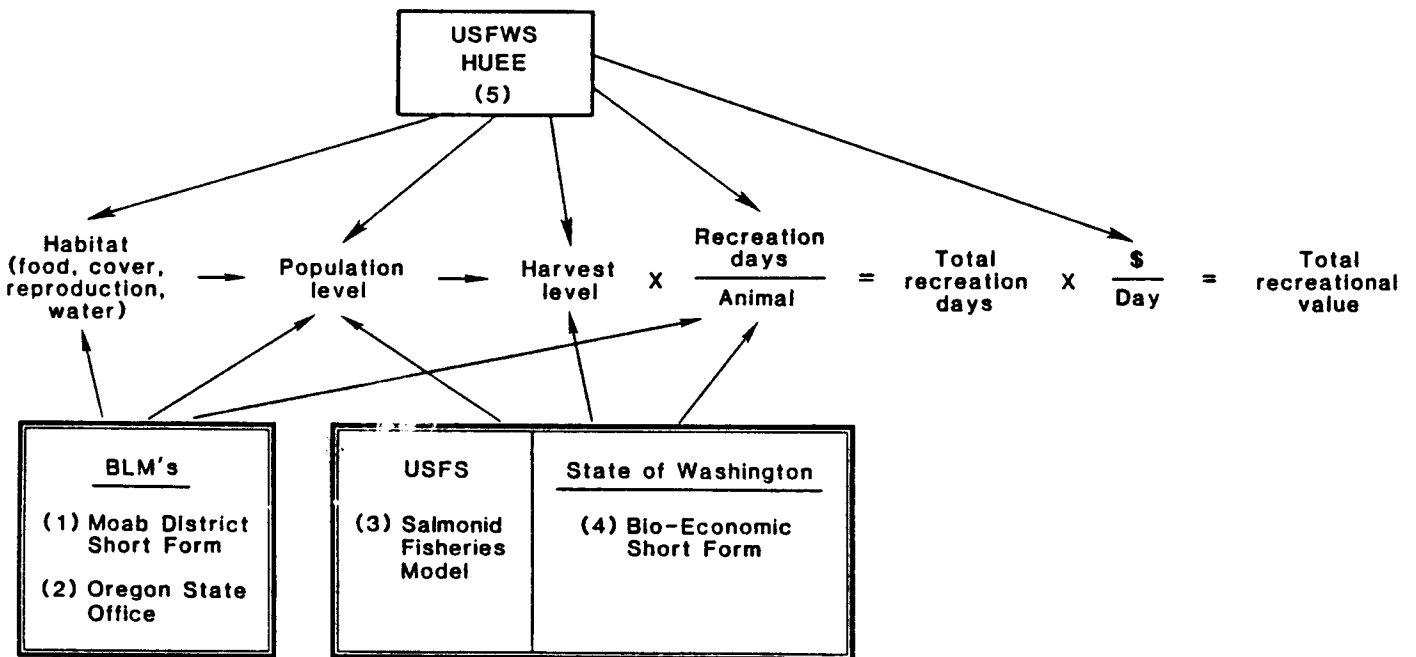 USFWS
HUEE
(5)
Habitat
(food, cover,
reproduction,
water)
Population
level
Harvest
level
x
Recreation
days
Animal
=
Total
recreation
days
x
$
Day
=
Total
recreational
value
BLM's
(1) Moab District
Short Form
(2) Oregon State
Office
USFS
(3) Salmonid
Fisheries
Model
State of Washington
(4) Bio-Economic
Short Form